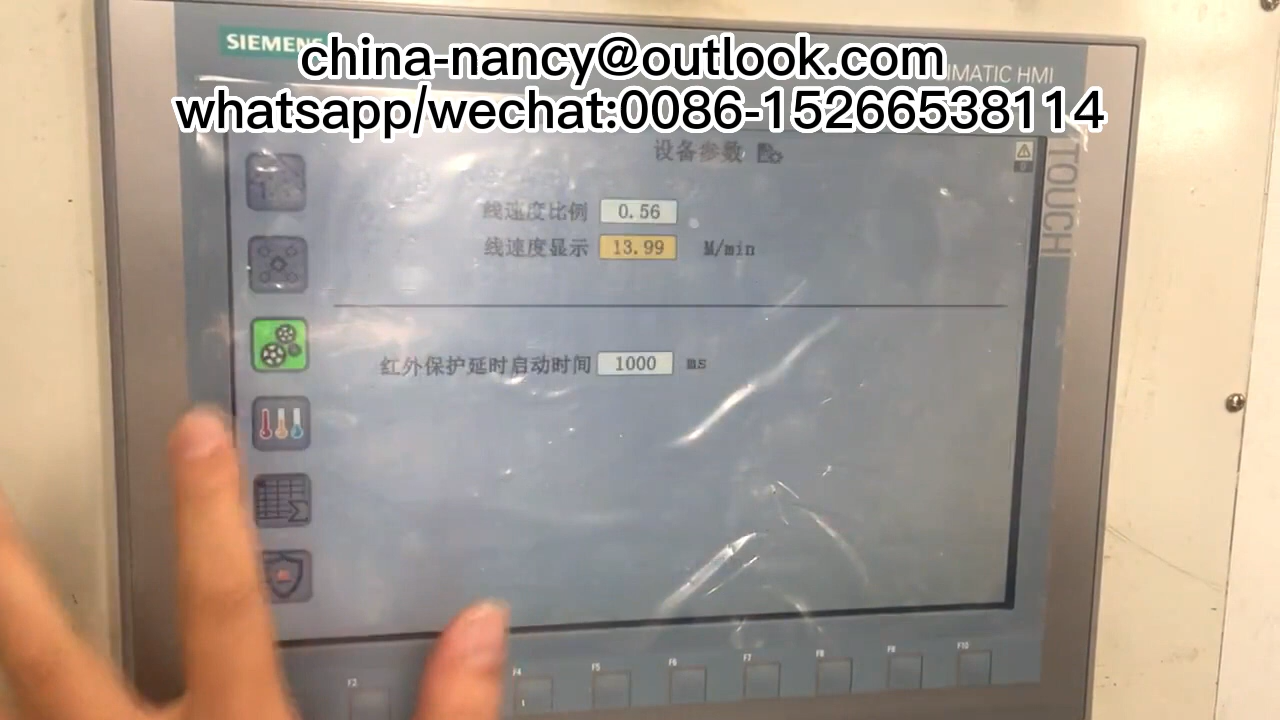 SIEMENS
china-nancy@outlook.com
SIMATIC HMI
whatsapp/wechat:0086-15266538114
TOUCH
设备参数
线速度比例 0.56
线速度显示 13.99 M/min
红外保护延时启动时间 1000 ms
F2
F4
F5
F6
F7
F8
F9
F10